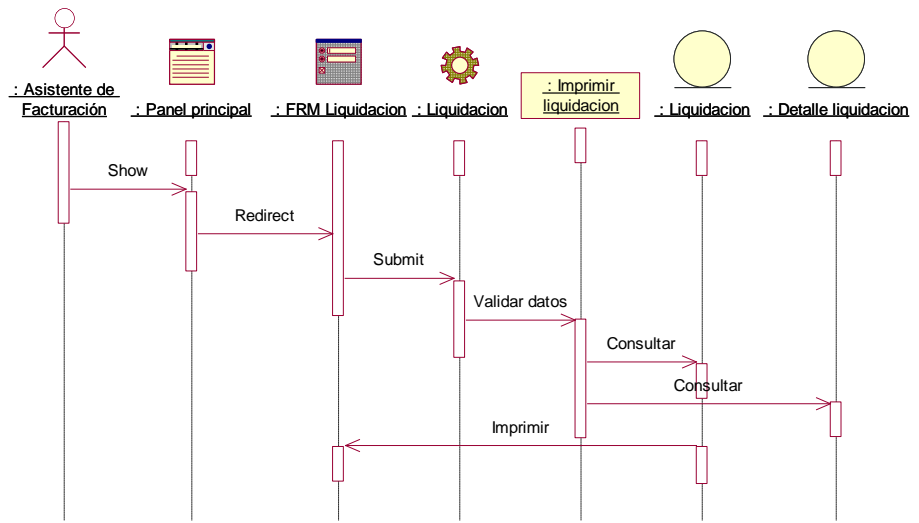 : Asistente de
Facturación
: Panel principal
: FRM Liquidacion
: Liquidacion
: Imprimir
liquidacion
: Liquidacion
: Detalle liquidacion
Show
Redirect
Submit
Validar datos
Consultar
Consultar
Imprimir